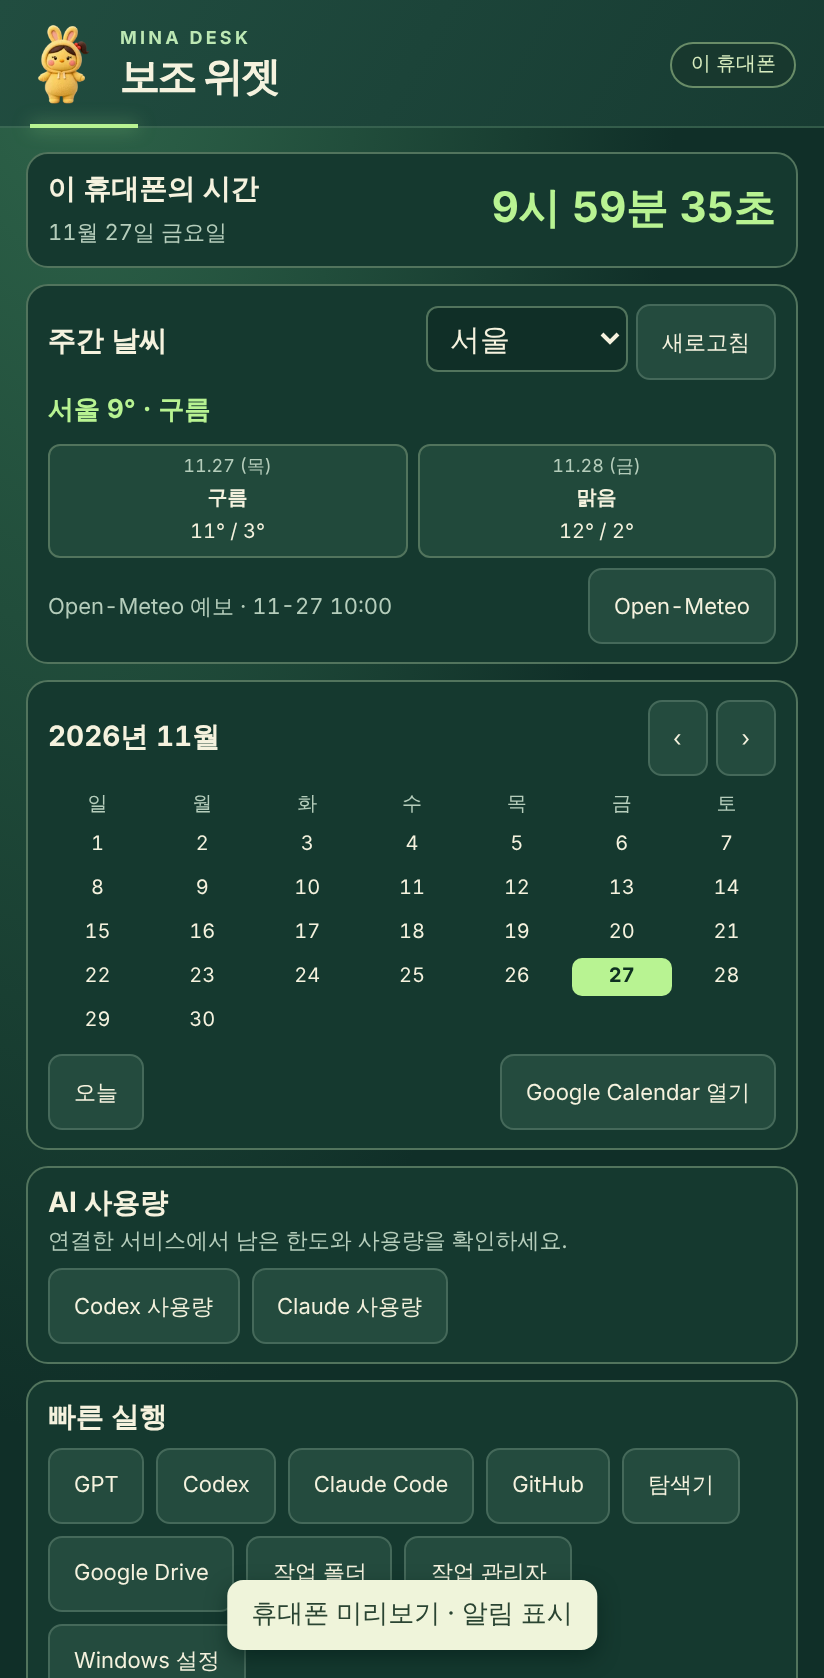 MINA DESK
보조 위젯
이 휴대폰
이 휴대폰의 시간
11월 27일 금요일
9시 59분 35초
주간 날씨
서울
새로고침
서울 9° · 구름
11.27 (목)
구름
11° / 3°
11.28 (금)
맑음
12° / 2°
Open-Meteo 예보 · 11-27 10:00
Open-Meteo
2026년 11월
‹ ›
일 월 화 수 목 금 토
1 2 3 4 5 6 7
8 9 10 11 12 13 14
15 16 17 18 19 20 21
22 23 24 25 26 27 28
29 30
오늘
Google Calendar 열기
AI 사용량
연결한 서비스에서 남은 한도와 사용량을 확인하세요.
Codex 사용량
Claude 사용량
빠른 실행
GPT
Codex
Claude Code
GitHub
탐색기
Google Drive
작업 폴더
작업 관리자
휴대폰 미리보기 · 알림 표시
Windows 설정